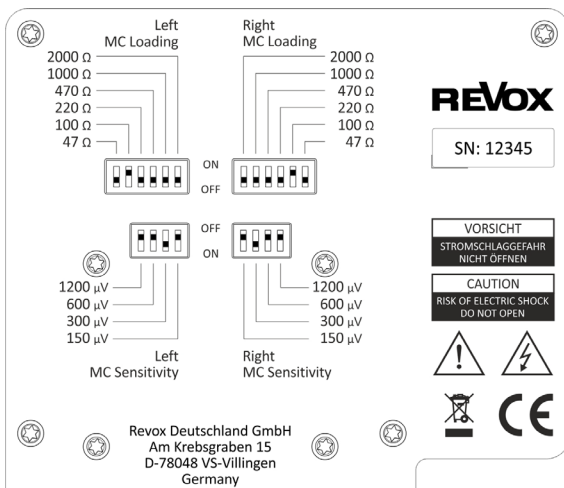 Left
MC Loading
2000 Ω
1000 Ω
470 Ω
220 Ω
100 Ω
47 Ω
Right
MC Loading
2000 Ω
1000 Ω
470 Ω
220 Ω
100 Ω
47 Ω
ON
OFF
OFF
ON
1200 µV
600 µV
300 µV
150 µV
Left
MC Sensitivity
1200 µV
600 µV
300 µV
150 µV
Right
MC Sensitivity
REVOX
SN: 12345
VORSICHT
STROMSCHLAGGEFAHR
NICHT ÖFFNEN
CAUTION
RISK OF ELECTRIC SHOCK
DO NOT OPEN
CE
Revox Deutschland GmbH
Am Krebsgraben 15
D-78048 VS-Villingen
Germany